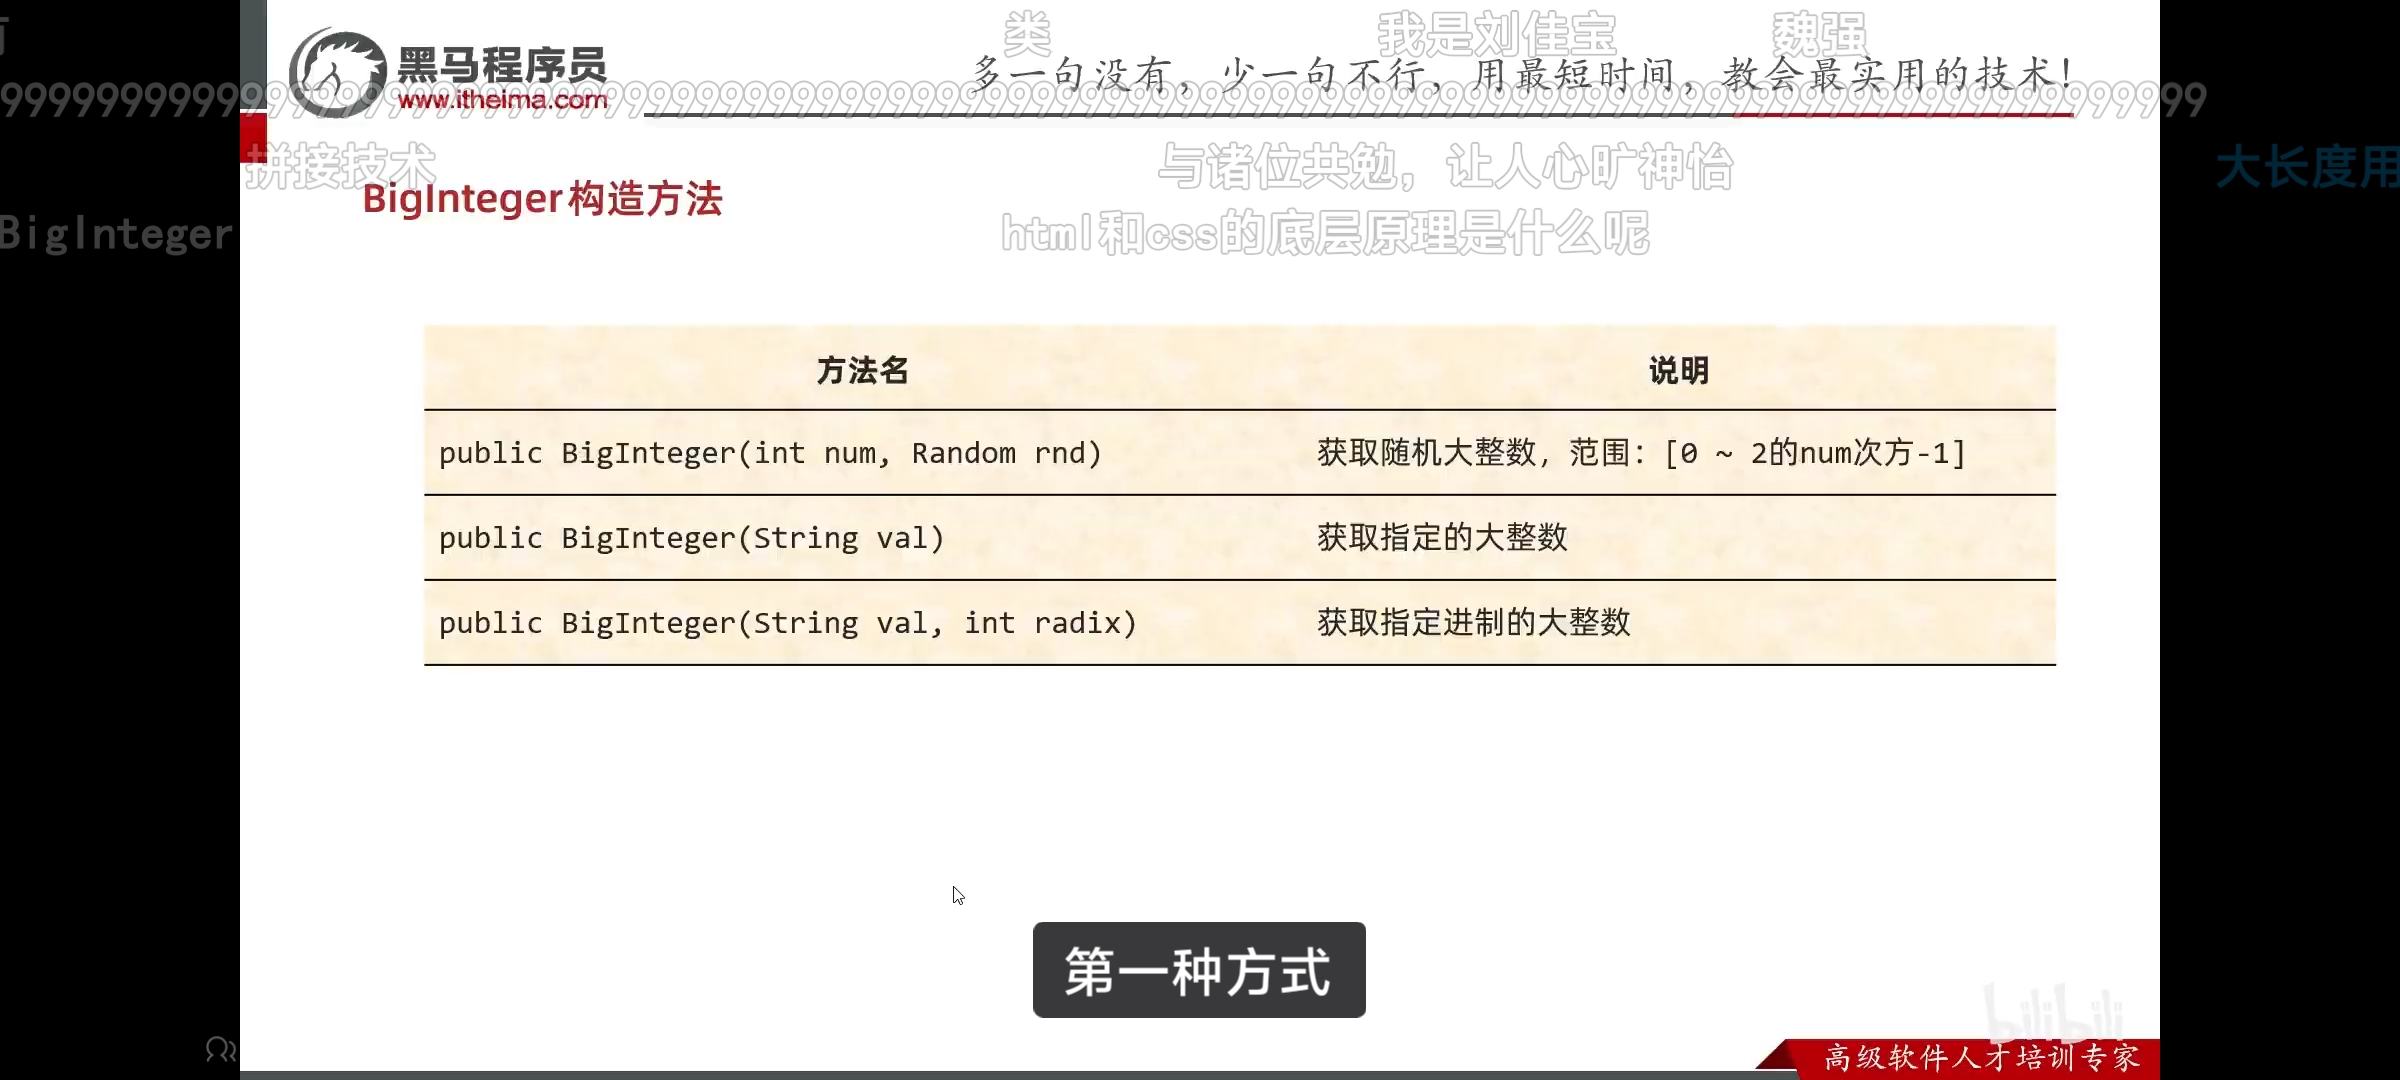 类 我是刘佳宝 魏强
黑马程序员
www.itheima.com
多一句没有，少一句不行，用最短时间，教会最实用的技术！
拼接技术 与诸位共勉，让人心旷神怡 大长度用
BigInteger构造方法
BigInteger html和css的底层原理是什么呢
方法名 说明
public BigInteger(int num, Random rnd) 获取随机大整数，范围：[0 ~ 2的num次方-1]
public BigInteger(String val) 获取指定的大整数
public BigInteger(String val, int radix) 获取指定进制的大整数
第一种方式
bilibili
高级软件人才培训专家